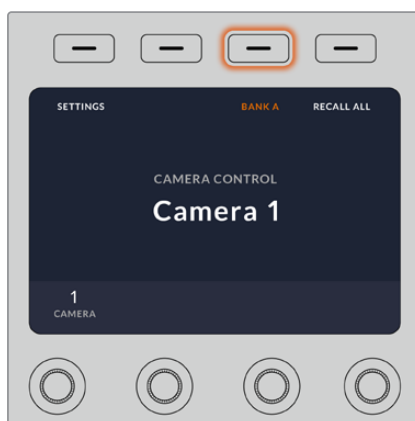 SETTINGS BANK A RECALL ALL
CAMERA CONTROL
Camera 1
1
CAMERA